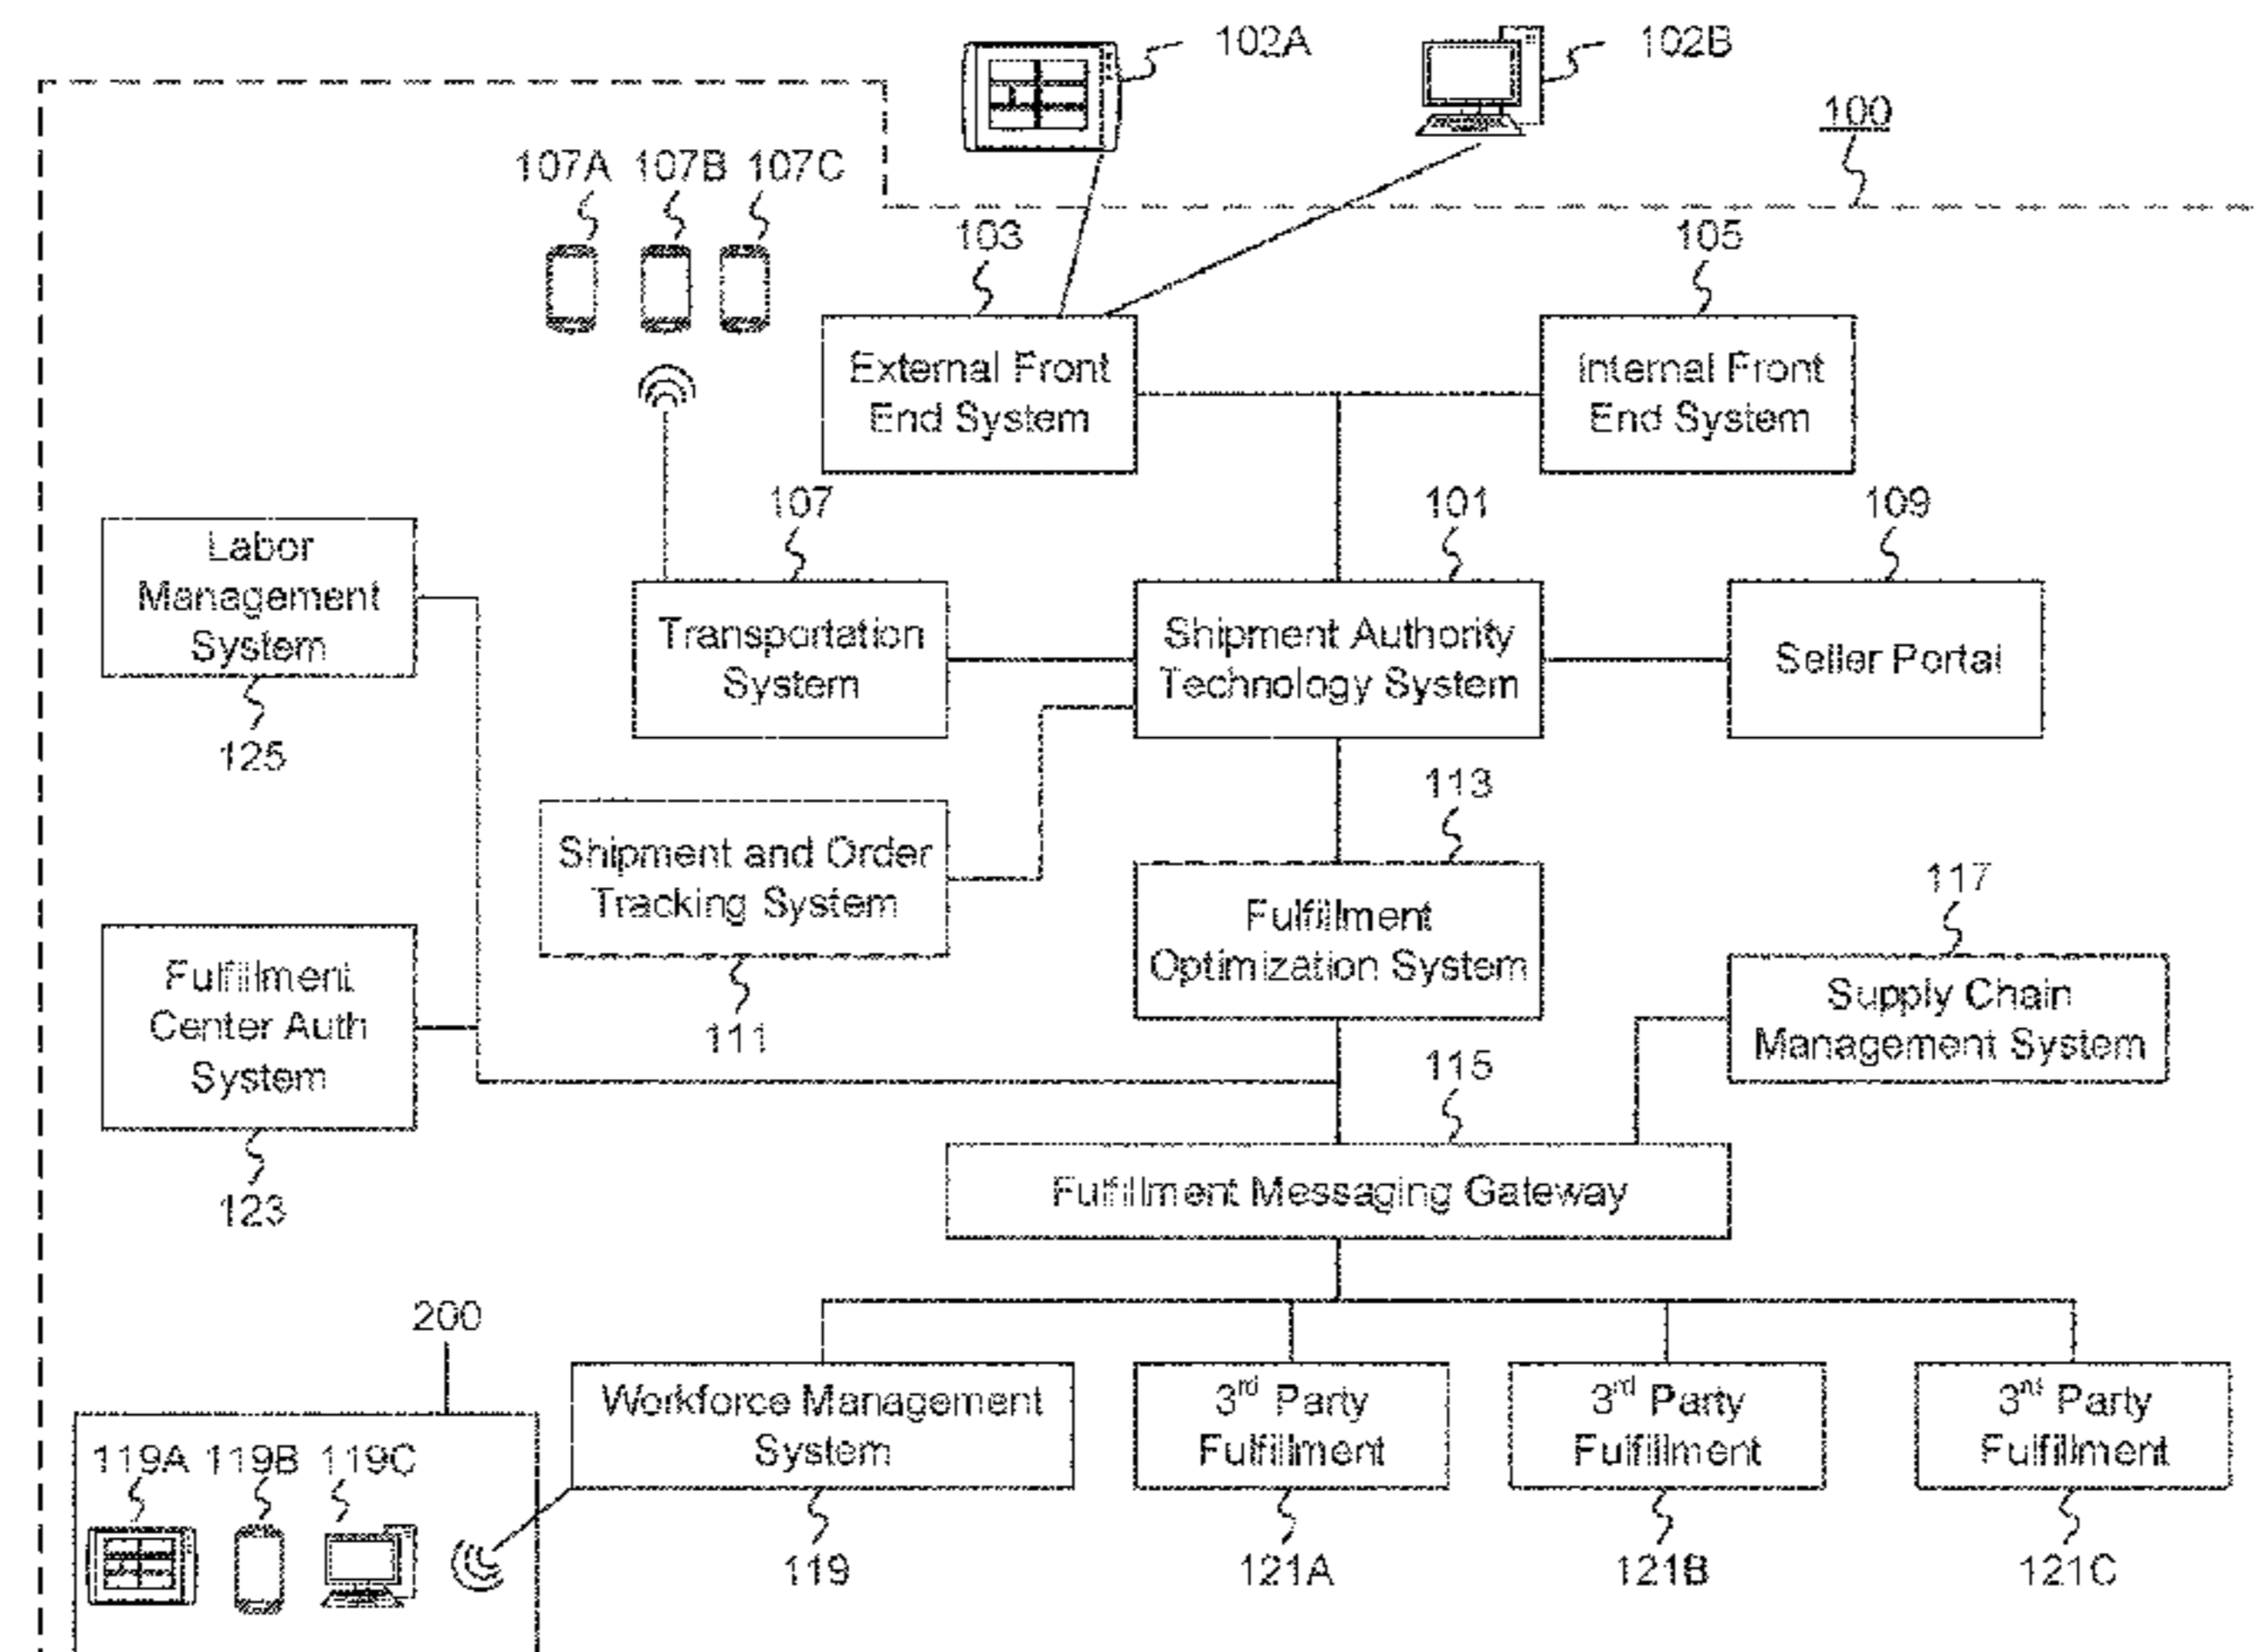 102A
102B
100
107A 107B 107C
103
105
External Front
End System
Internal Front
End System
107
101
109
Labor
Management
System
Transportation
System
Shipment Authority
Technology System
Seller Portal
125
113
Shipment and Order
Tracking System
117
Fulfillment
Optimization System
Fulfillment
Center Auth
System
Supply Chain
Management System
111
115
123
Fulfillment Messaging Gateway
200
Workforce Management
System
3rd Party
Fulfillment
3rd Party
Fulfillment
3rd Party
Fulfillment
119A 119B 119C
119
121A
121B
121C